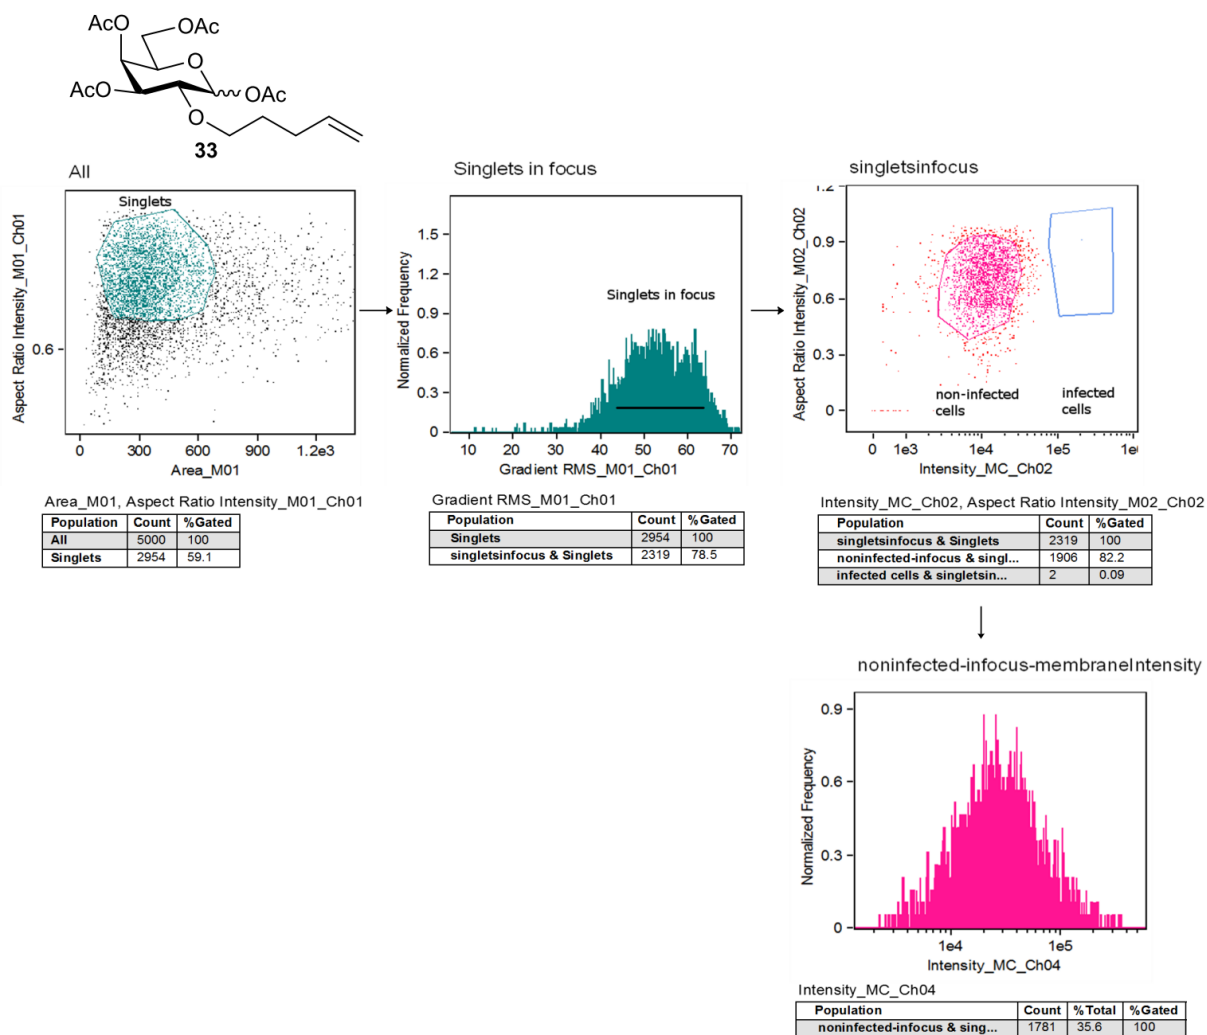 AcO OAc
O
AcO OAc
O
33
All
Singlets
Aspect Ratio Intensity_M01_Ch01
0.6
0 300 600 900 1.2e3
Area_M01
Area_M01, Aspect Ratio Intensity_M01_Ch01
Population Count %Gated
All 5000 100
Singlets 2954 59.1
Singlets in focus
Singlets in focus
Normalized Frequency
1.5
1.2
0.9
0.6
0.3
0
10 20 30 40 50 60 70
Gradient RMS_M01_Ch01
Gradient RMS_M01_Ch01
Population Count %Gated
Singlets 2954 100
singletsinfocus & Singlets 2319 78.5
singletsinfocus
Aspect Ratio Intensity_M02_Ch02
1.2
0.9
0.6
0.3
0
non-infected
cells
infected
cells
0 1e3 1e4 1e5
Intensity_MC_Ch02
Intensity_MC_Ch02, Aspect Ratio Intensity_M02_Ch02
Population Count %Gated
singletsinfocus & Singlets 2319 100
noninfected-infocus & singl... 1906 82.2
infected cells & singletsin... 2 0.09
noninfected-infocus-membraneIntensity
Normalized Frequency
0.9
0.6
0.3
0
1e4 1e5
Intensity_MC_Ch04
Intensity_MC_Ch04
Population Count %Total %Gated
noninfected-infocus & sing... 1781 35.6 100